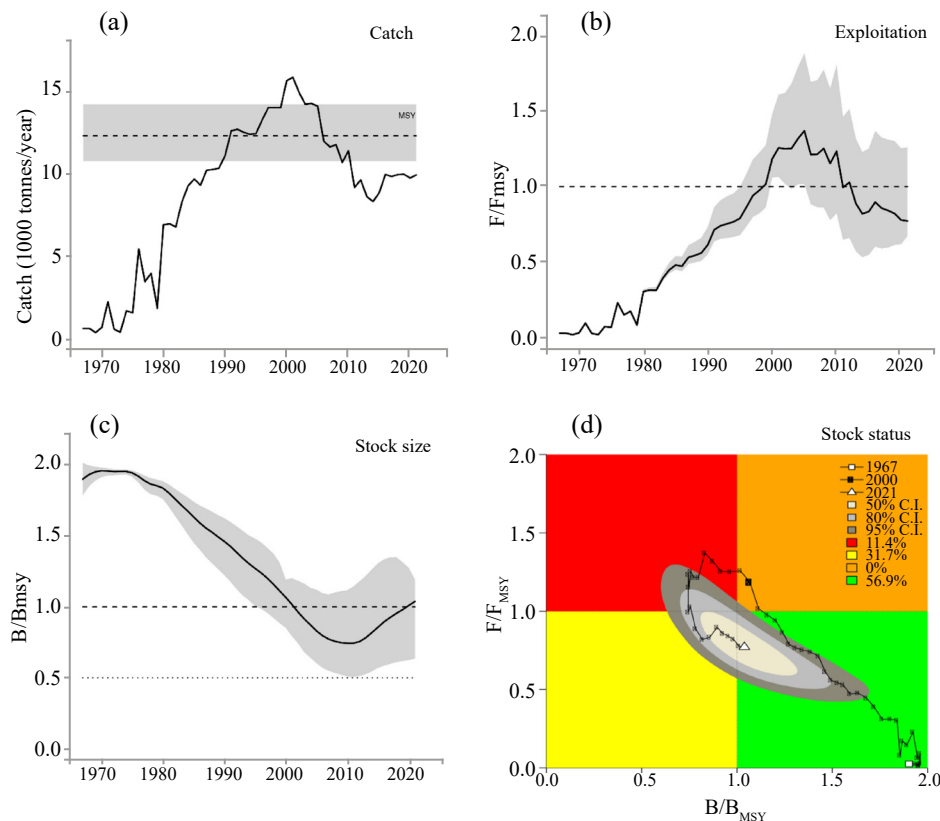 (a)
Catch
Catch (1000 tonnes/year)
15
10
5
0
MSY
1970 1980 1990 2000 2010 2020
(b)
Exploitation
F/Fmsy
2.0
1.5
1.0
0.5
0.0
1970 1980 1990 2000 2010 2020
(c)
Stock size
B/Bmsy
2.0
1.5
1.0
0.5
0.0
1970 1980 1990 2000 2010 2020
(d)
Stock status
F/FMSY
2.0
1.5
1.0
0.5
0.0
1967
2000
2021
50% C.I.
80% C.I.
95% C.I.
11.4%
31.7%
0%
56.9%
0.0 0.5 1.0 1.5 2.0
B/BMSY